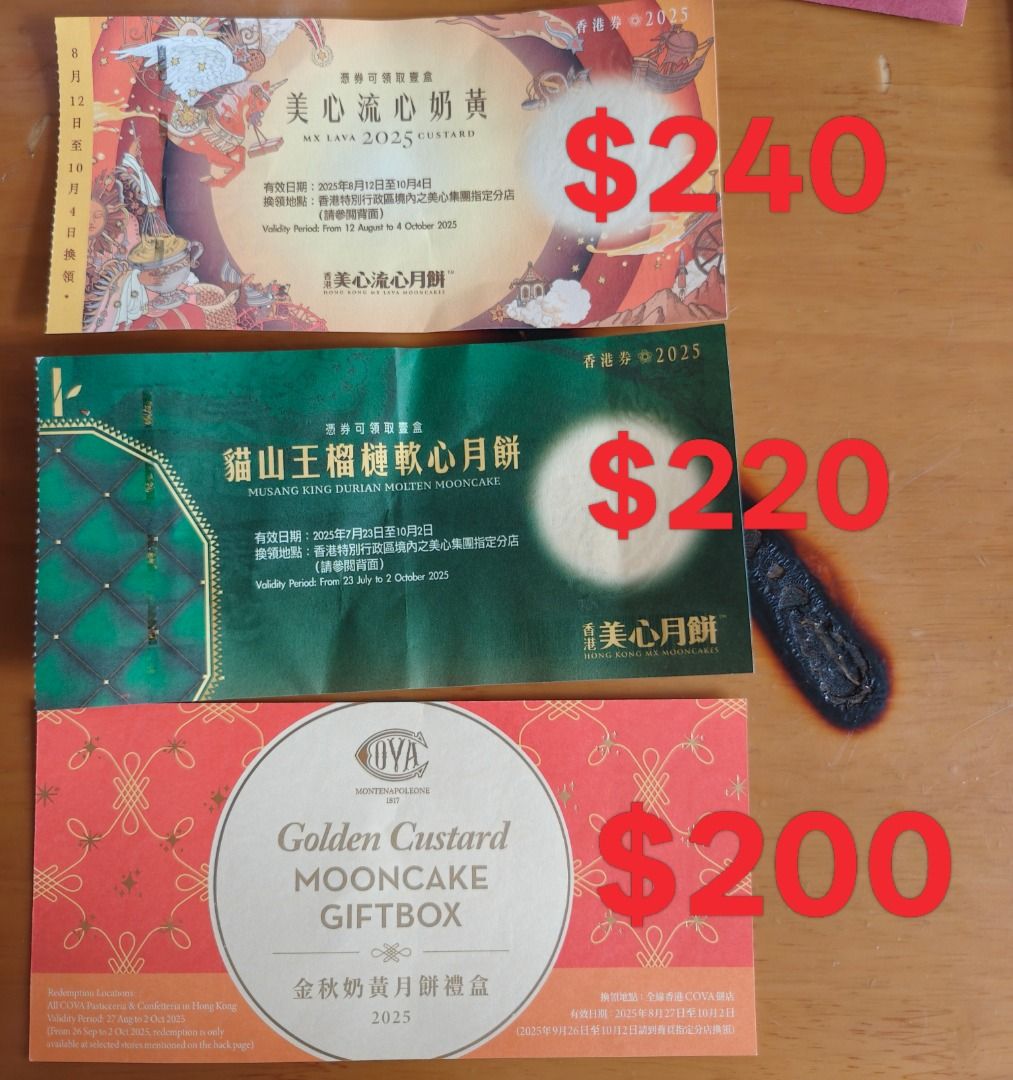 香港券 2025
8月12日至10月4日換領。
憑券可領取壹盒
美心流心奶黃
MX LAVA 2025 CUSTARD
$240
有效日期：2025年8月12日至10月4日
換領地點：香港特別行政區境內之美心集團指定分店
（請參閱背面）
Validity Period: From 12 August to 4 October 2025
香港美心流心月餅™
HONG KONG MX LAVA MOONCAKES
香港券 2025
憑券可領取壹盒
貓山王榴槤軟心月餅
MUSANG KING DURIAN MOLTEN MOONCAKE
$220
有效日期：2025年7月23日至10月2日
換領地點：香港特別行政區境內之美心集團指定分店
（請參閱背面）
Validity Period: From 23 July to 2 October 2025
香港美心月餅™
HONG KONG MX MOONCAKES
COVA
MONTENAPOLEONE
1817
Golden Custard
MOONCAKE
GIFTBOX
$200
金秋奶黃月餅禮盒
2025
Redemption Locations:
All COVA Pasticceria & Confetteria in Hong Kong
Validity Period: 27 Aug to 2 Oct 2025
(From 26 Sep to 2 Oct 2025, redemption is only
available at selected stores mentioned on the back page)
換領地點：全線香港COVA餅店
有效日期：2025年8月27日至10月2日
(2025年9月26日至10月2日請到背頁指定分店換領)